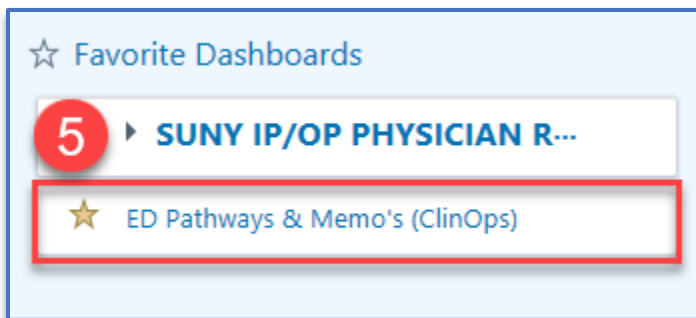 Favorite Dashboards
5 SUNY IP/OP PHYSICIAN R...
ED Pathways & Memo's (ClinOps)